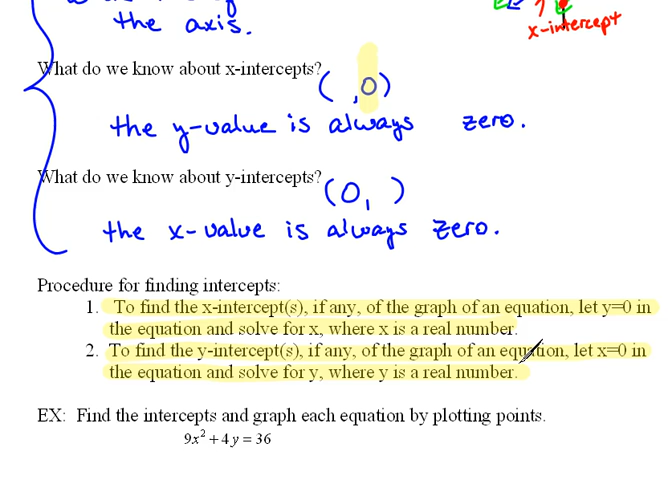 the axis.
x-intercept
What do we know about x-intercepts?
( ,0)
the y-value is always zero.
What do we know about y-intercepts?
(0, )
the x-value is always zero.
Procedure for finding intercepts:
1. To find the x-intercept(s), if any, of the graph of an equation, let y=0 in
the equation and solve for x, where x is a real number.
2. To find the y-intercept(s), if any, of the graph of an equation, let x=0 in
the equation and solve for y, where y is a real number.
EX: Find the intercepts and graph each equation by plotting points.
9x² + 4y = 36